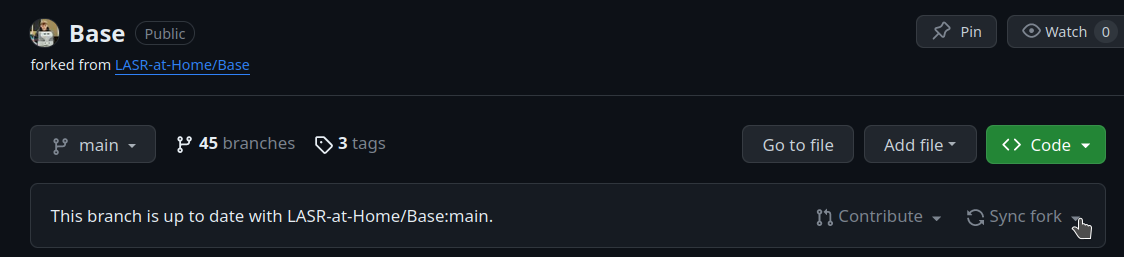 Base Public Pin Watch 0
forked from LASR-at-Home/Base
main 45 branches 3 tags Go to file Add file Code
This branch is up to date with LASR-at-Home/Base:main. Contribute Sync fork